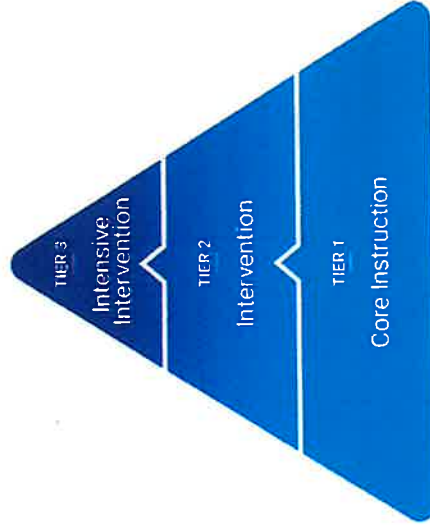 TIER 3
Intensive
Intervention
TIER 2
Intervention
TIER 1
Core Instruction